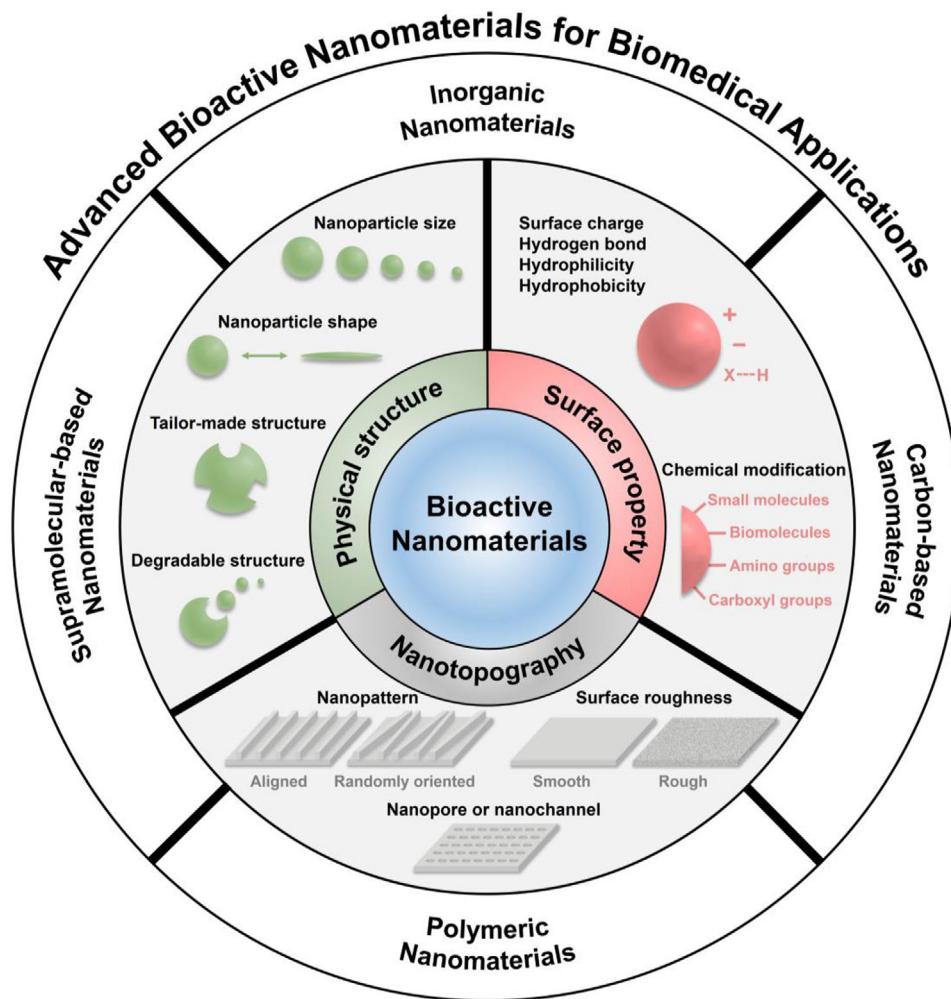 Advanced Bioactive Nanomaterials for Biomedical Applications
Inorganic
Nanomaterials
Supramolecular-based
Nanomaterials
Carbon-based
Nanomaterials
Polymeric
Nanomaterials
Bioactive
Nanomaterials
Physical structure
Nanoparticle size
Nanoparticle shape
Tailor-made structure
Degradable structure
Surface property
Surface charge
Hydrogen bond
Hydrophilicity
Hydrophobicity
+
−
X---H
Chemical modification
Small molecules
Biomolecules
Amino groups
Carboxyl groups
Nanotopography
Nanopattern
Aligned
Randomly oriented
Surface roughness
Smooth
Rough
Nanopore or nanochannel